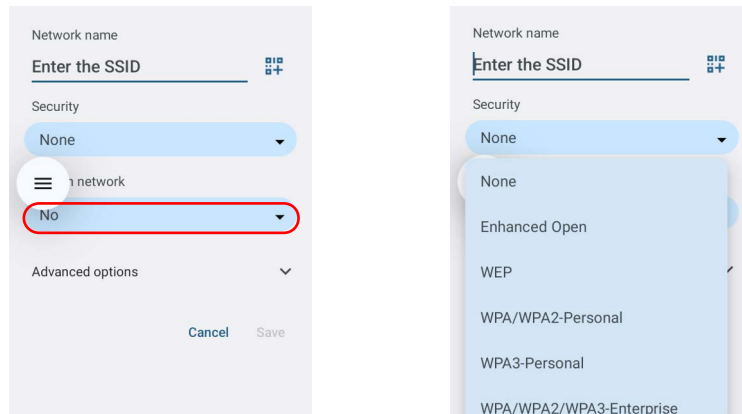 Network name
Enter the SSID
Security
None
n network
No
Advanced options
Cancel Save
Network name
Enter the SSID
Security
None
None
Enhanced Open
WEP
WPA/WPA2-Personal
WPA3-Personal
WPA/WPA2/WPA3-Enterprise